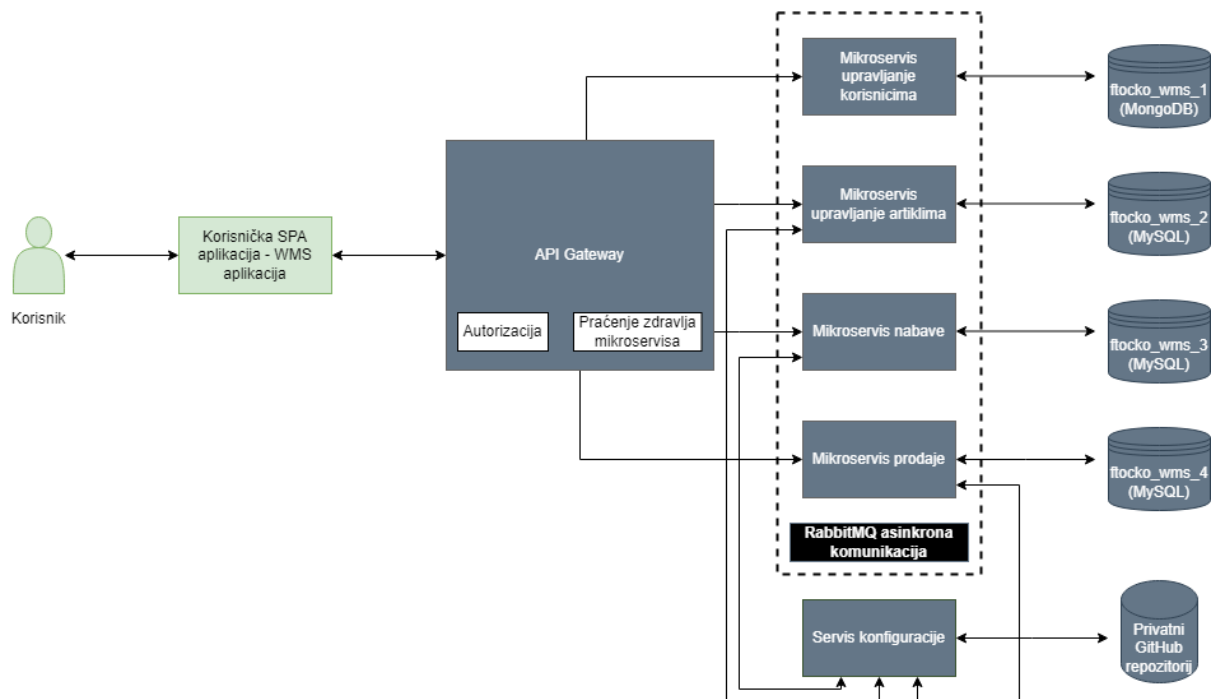 Mikroservis
upravljanje
korisnicima
ftocko_wms_1
(MongoDB)
Mikroservis
upravljanje artiklima
ftocko_wms_2
(MySQL)
Korisnik
Korisnička SPA
aplikacija - WMS
aplikacija
API Gateway
Autorizacija
Praćenje zdravlja
mikroservisa
Mikroservis nabave
ftocko_wms_3
(MySQL)
Mikroservis prodaje
ftocko_wms_4
(MySQL)
RabbitMQ asinkrona
komunikacija
Servis konfiguracije
Privatni
GitHub
repozitorij